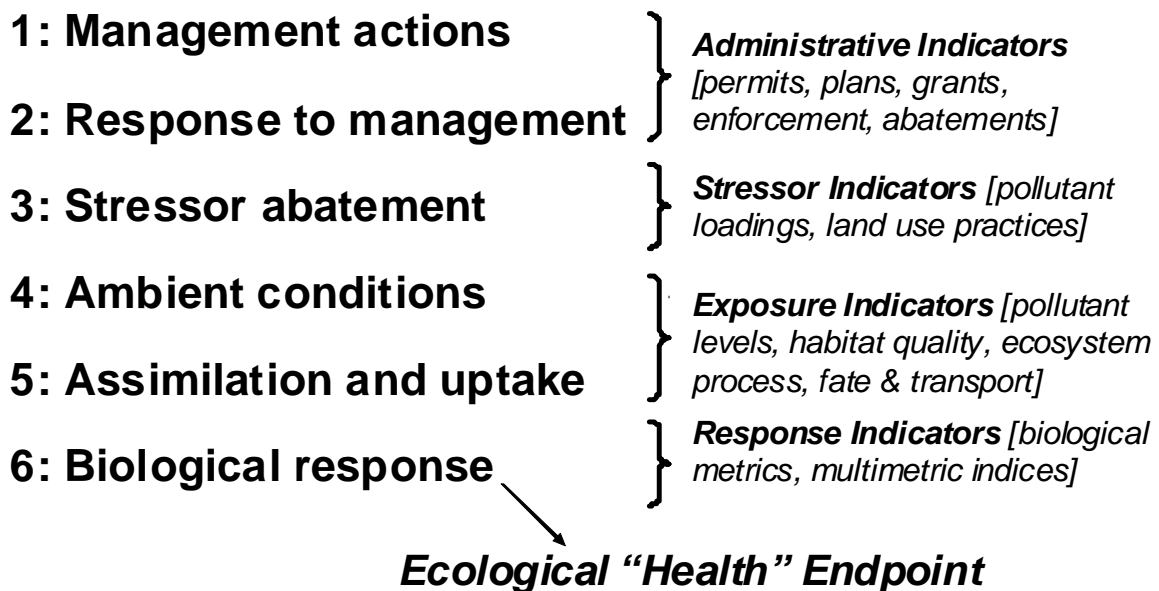 1: Management actions
2: Response to management
Administrative Indicators
[permits, plans, grants,
enforcement, abatements]
3: Stressor abatement
Stressor Indicators [pollutant
loadings, land use practices]
4: Ambient conditions
5: Assimilation and uptake
Exposure Indicators [pollutant
levels, habitat quality, ecosystem
process, fate & transport]
6: Biological response
Response Indicators [biological
metrics, multimetric indices]
Ecological “Health” Endpoint